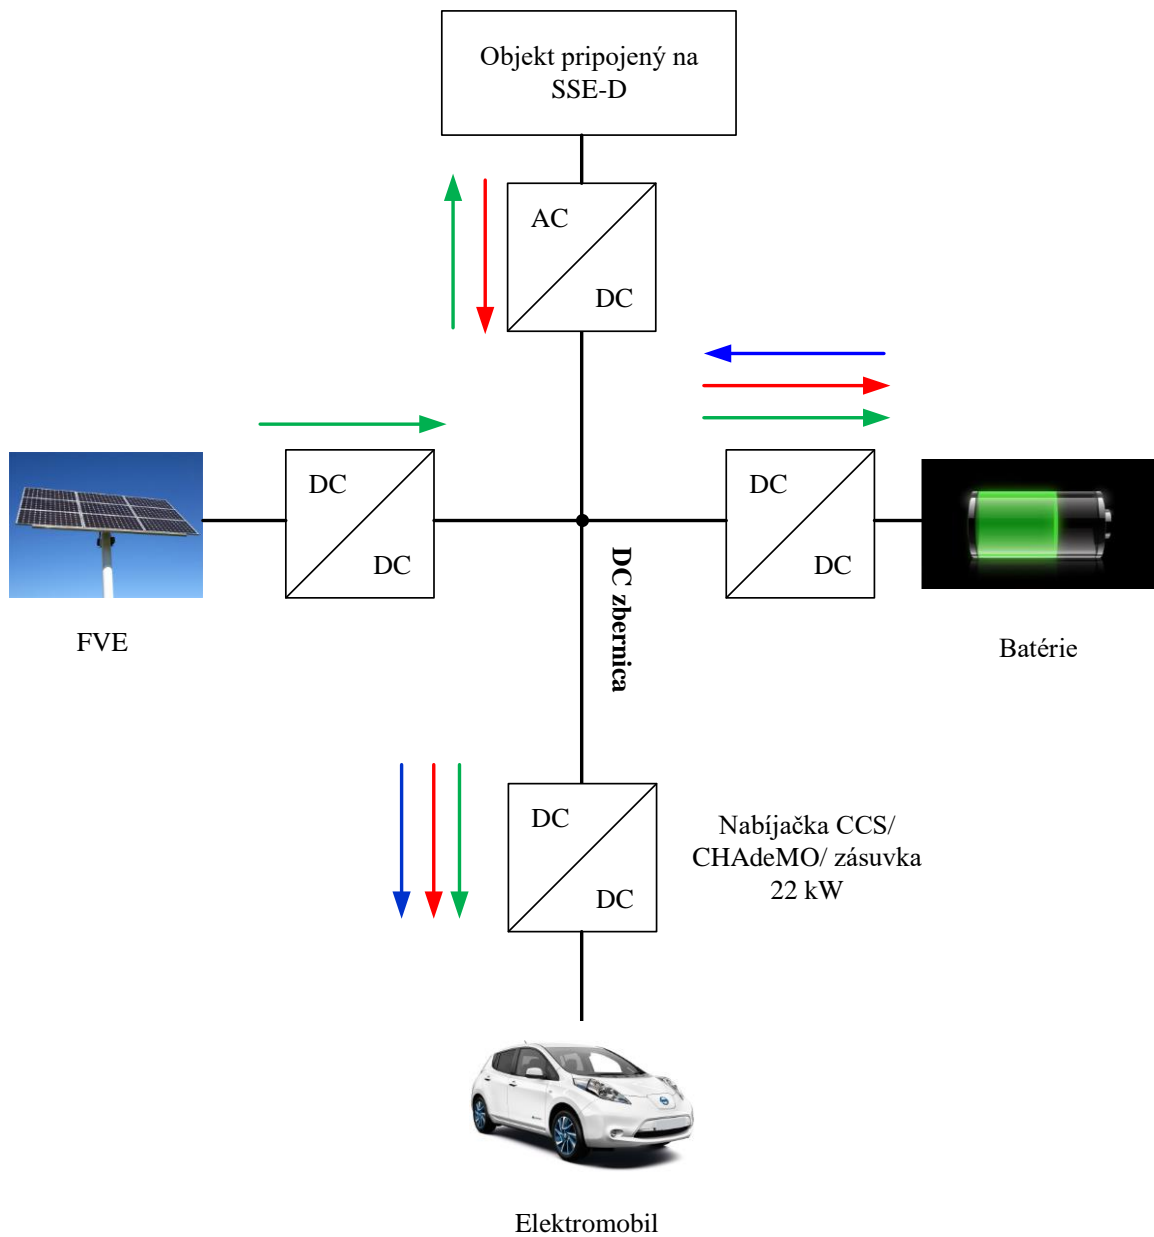 Objekt pripojený na
SSE-D
AC
DC
DC
DC
DC
DC
FVE
DC zbernica
Batérie
DC
DC
Nabíjačka CCS/
CHAdeMO/ zásuvka
22 kW
Elektromobil